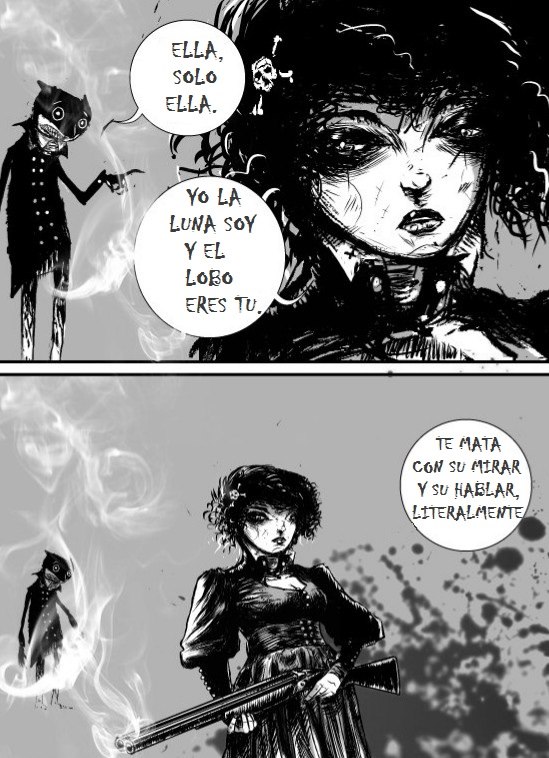 ELLA,
SOLO
ELLA.
YO LA
LUNA SOY
Y EL
LOBO
ERES TU.
TE MATA
CON SU MIRAR
Y SU HABLAR,
LITERALMENTE